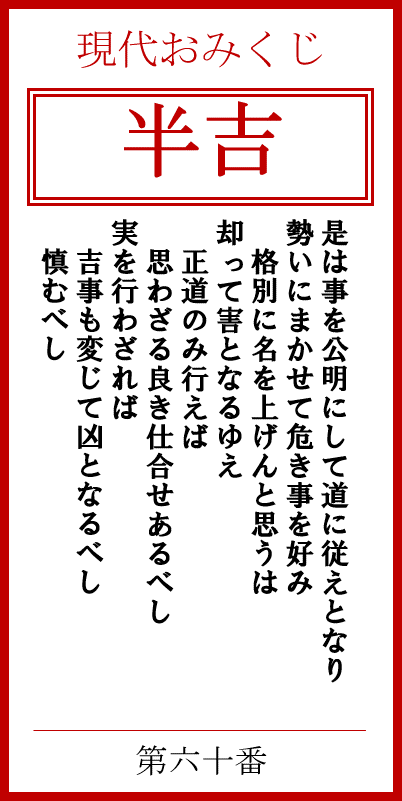 現代おみくじ
半吉
是は事を公明にして道に従えとなり
勢いにまかせて危き事を好み
格別に名を上げんと思うは
却って害となるゆえ
正道のみ行えば
思わざる良き仕合せあるべし
実を行わざれば
吉事も変じて凶となるべし
慎むべし
第六十番